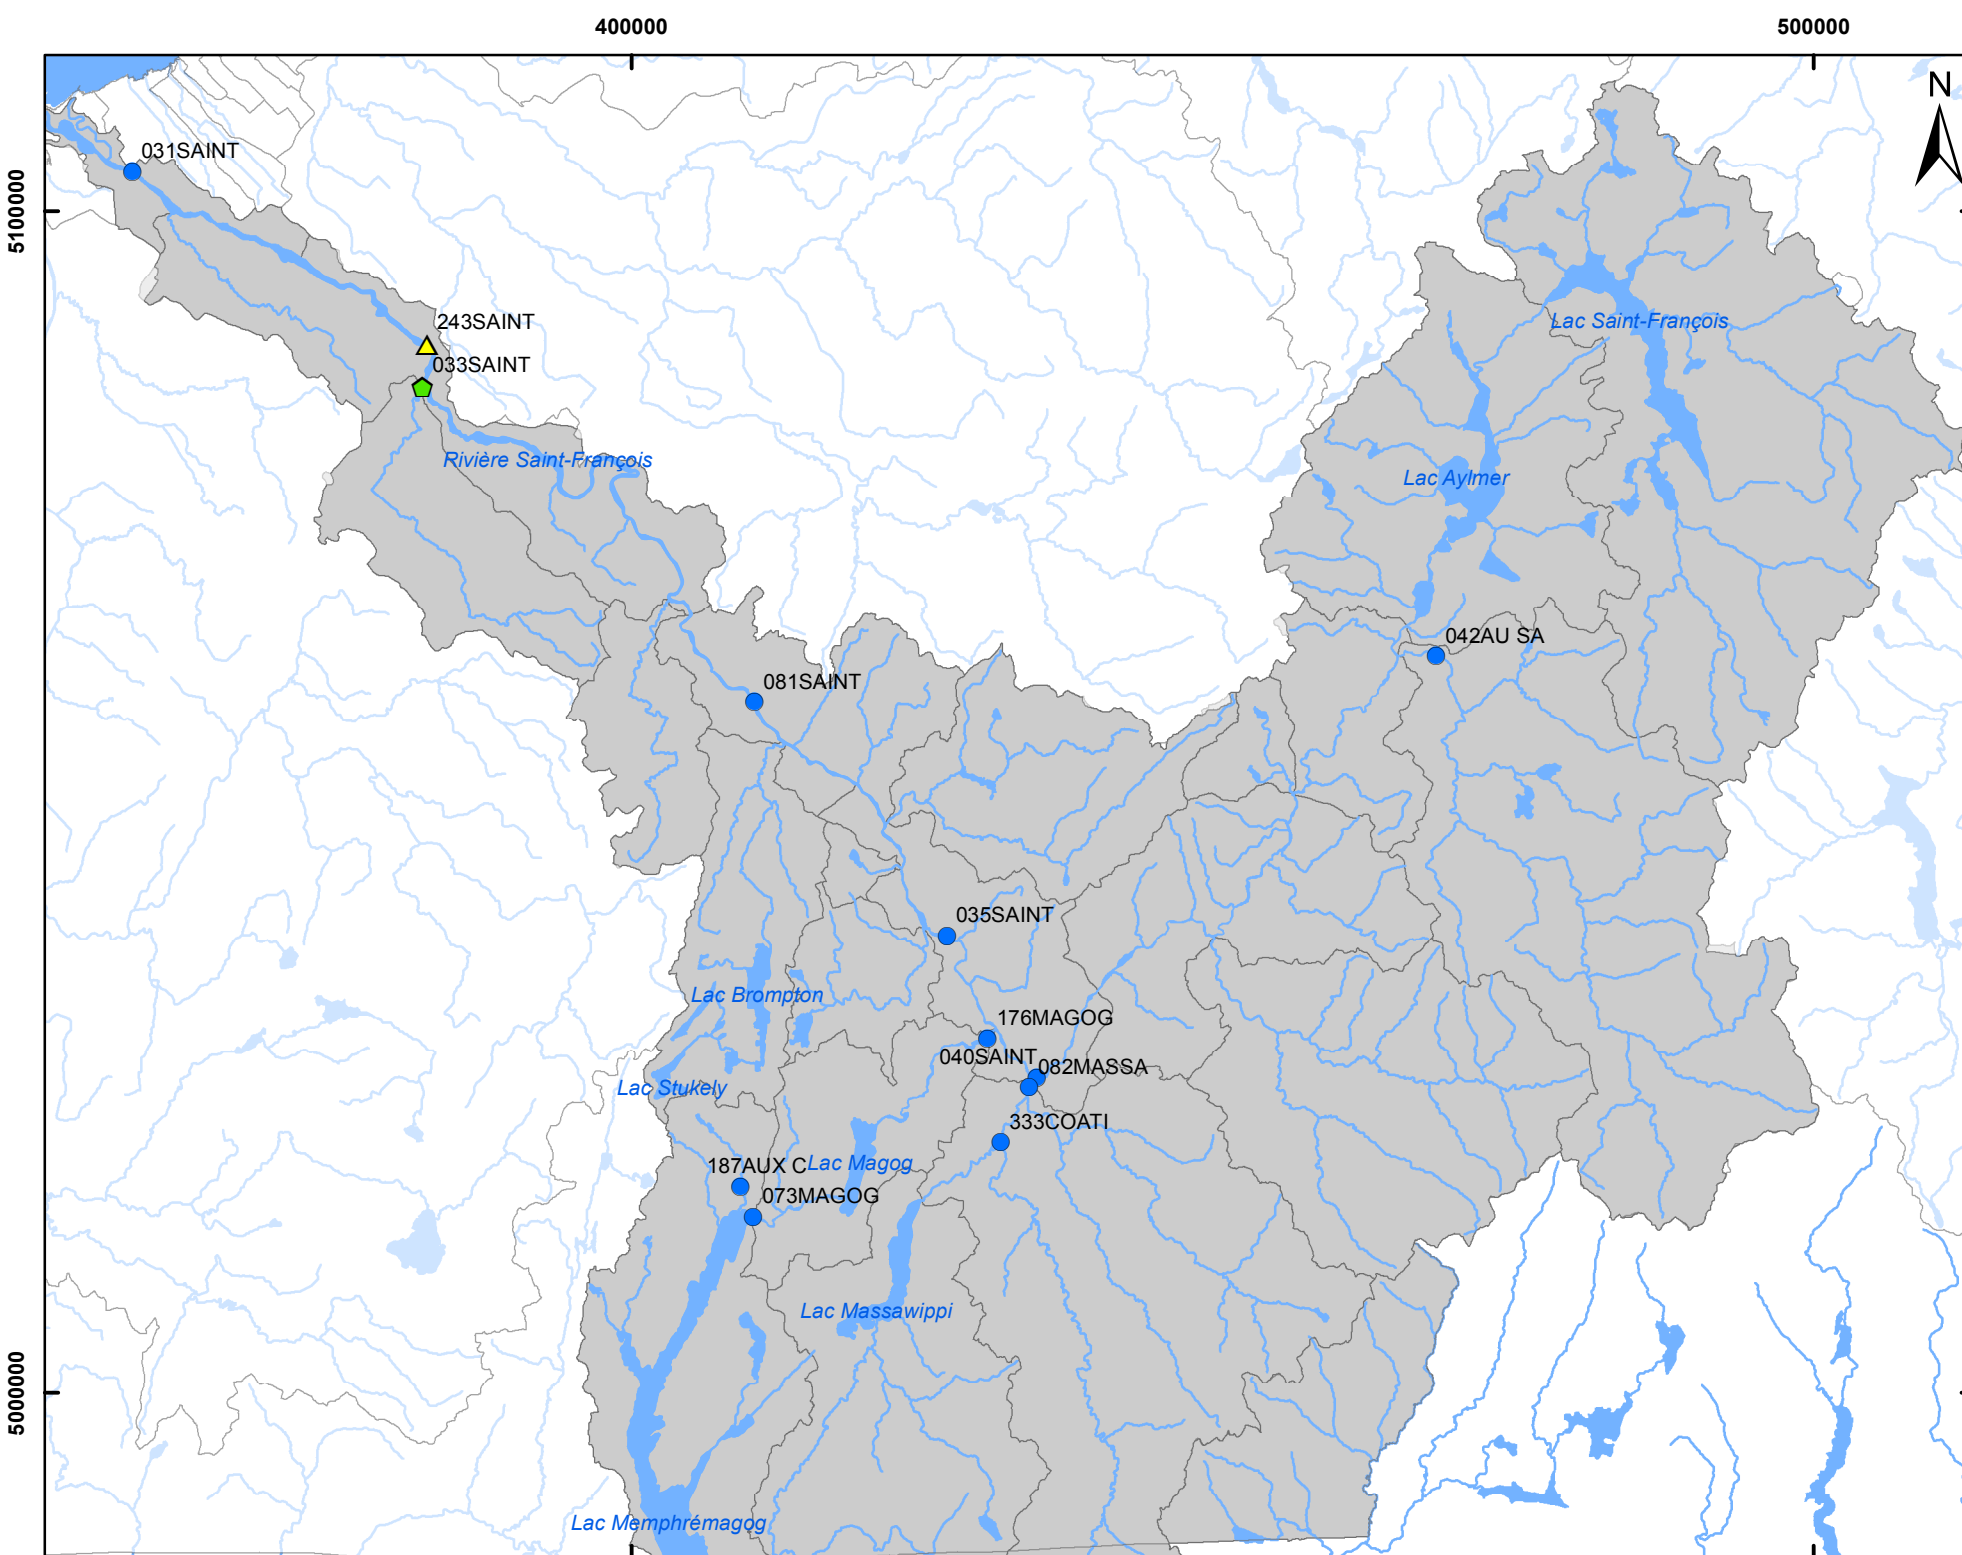 400000
500000
N
5100000
031SAINT
243SAINT
Lac Saint-François
033SAINT
Rivière Saint-François
Lac Aylmer
042AU SA
081SAINT
035SAINT
Lac Brompton
176MAGOG
040SAINT
082MASSA
Lac Stukely
333COATI
187AUX C
Lac Magog
073MAGOG
Lac Massawippi
5000000
Lac Memphrémagog